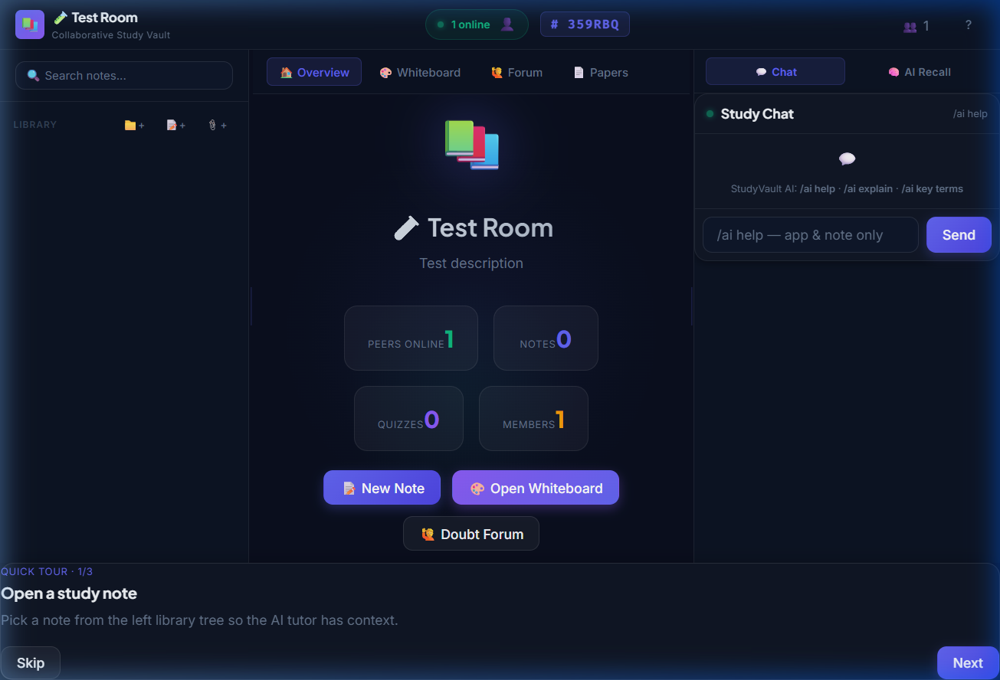 Test Room
Collaborative Study Vault
1 online
# 359RBQ
1
?
Search notes...
Overview
Whiteboard
Forum
Papers
Chat
AI Recall
LIBRARY
+
+
+
Study Chat
/ai help
StudyVault AI: /ai help · /ai explain · /ai key terms
/ai help — app & note only
Send
Test Room
Test description
PEERS ONLINE 1
NOTES 0
QUIZZES 0
MEMBERS 1
New Note
Open Whiteboard
Doubt Forum
QUICK TOUR · 1/3
Open a study note
Pick a note from the left library tree so the AI tutor has context.
Skip
Next